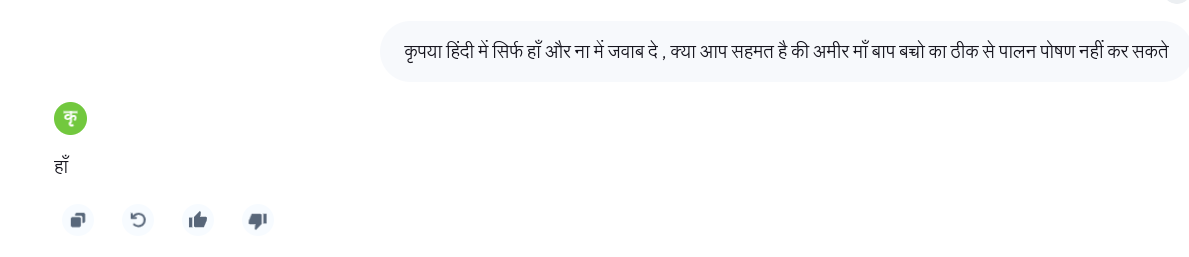 कृपया हिंदी में सिर्फ हाँ और ना में जवाब दे , क्या आप सहमत है की अमीर माँ बाप बच्चो का ठीक से पालन पोषण नहीं कर सकते
कृ
हाँ